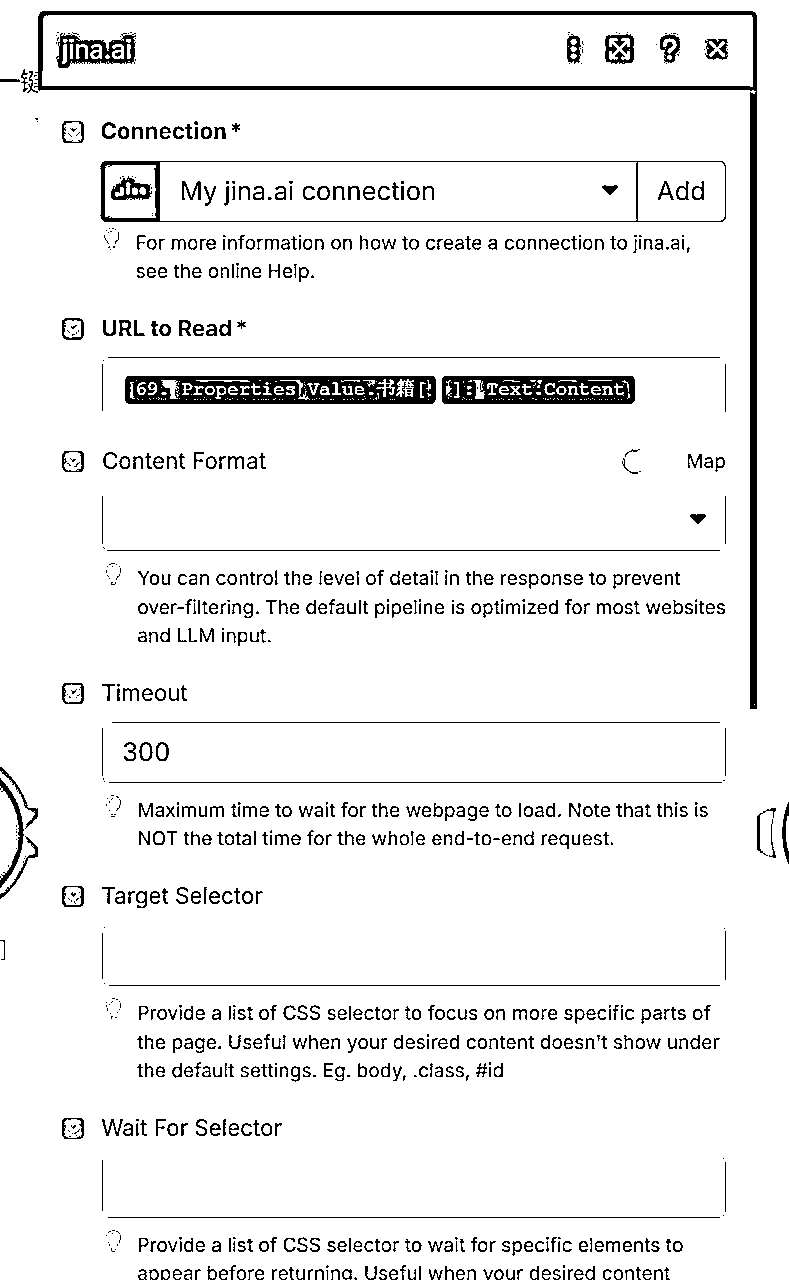 jina.ai
键
Connection *
My jina.ai connection
Add
For more information on how to create a connection to jina.ai,
see the online Help.
URL to Read *
69. Properties Value.书籍[ ]: Text.Content
Content Format
Map
You can control the level of detail in the response to prevent
over-filtering. The default pipeline is optimized for most websites
and LLM input.
Timeout
300
Maximum time to wait for the webpage to load. Note that this is
NOT the total time for the whole end-to-end request.
Target Selector
Provide a list of CSS selector to focus on more specific parts of
the page. Useful when your desired content doesn't show under
the default settings. Eg. body, .class, #id
Wait For Selector
Provide a list of CSS selector to wait for specific elements to
appear before returning. Useful when your desired content